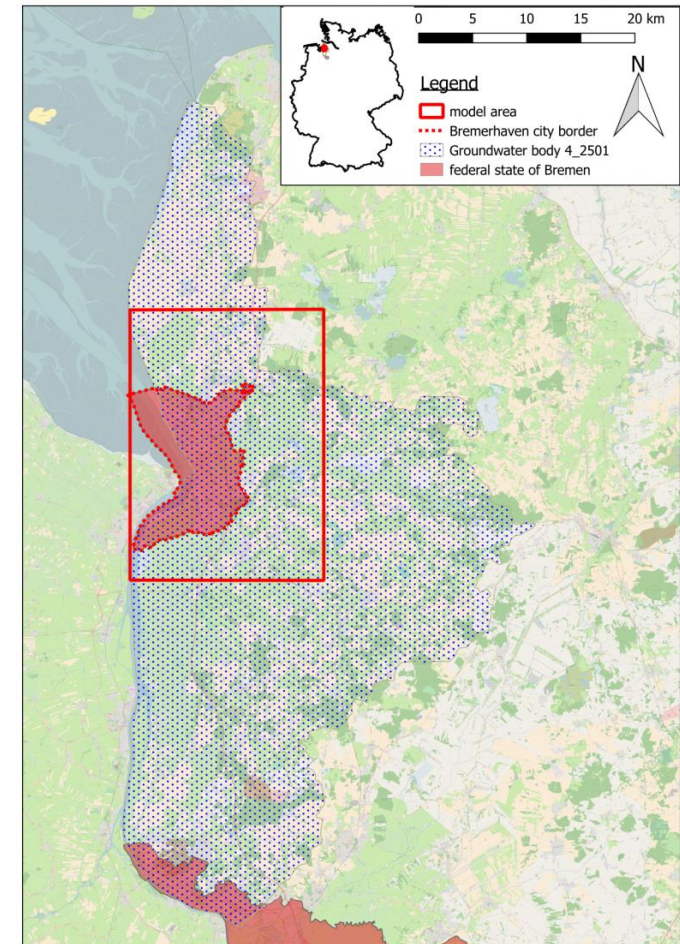 0 5 10 15 20 km
Legend
N
model area
Bremerhaven city border
Groundwater body 4_2501
federal state of Bremen